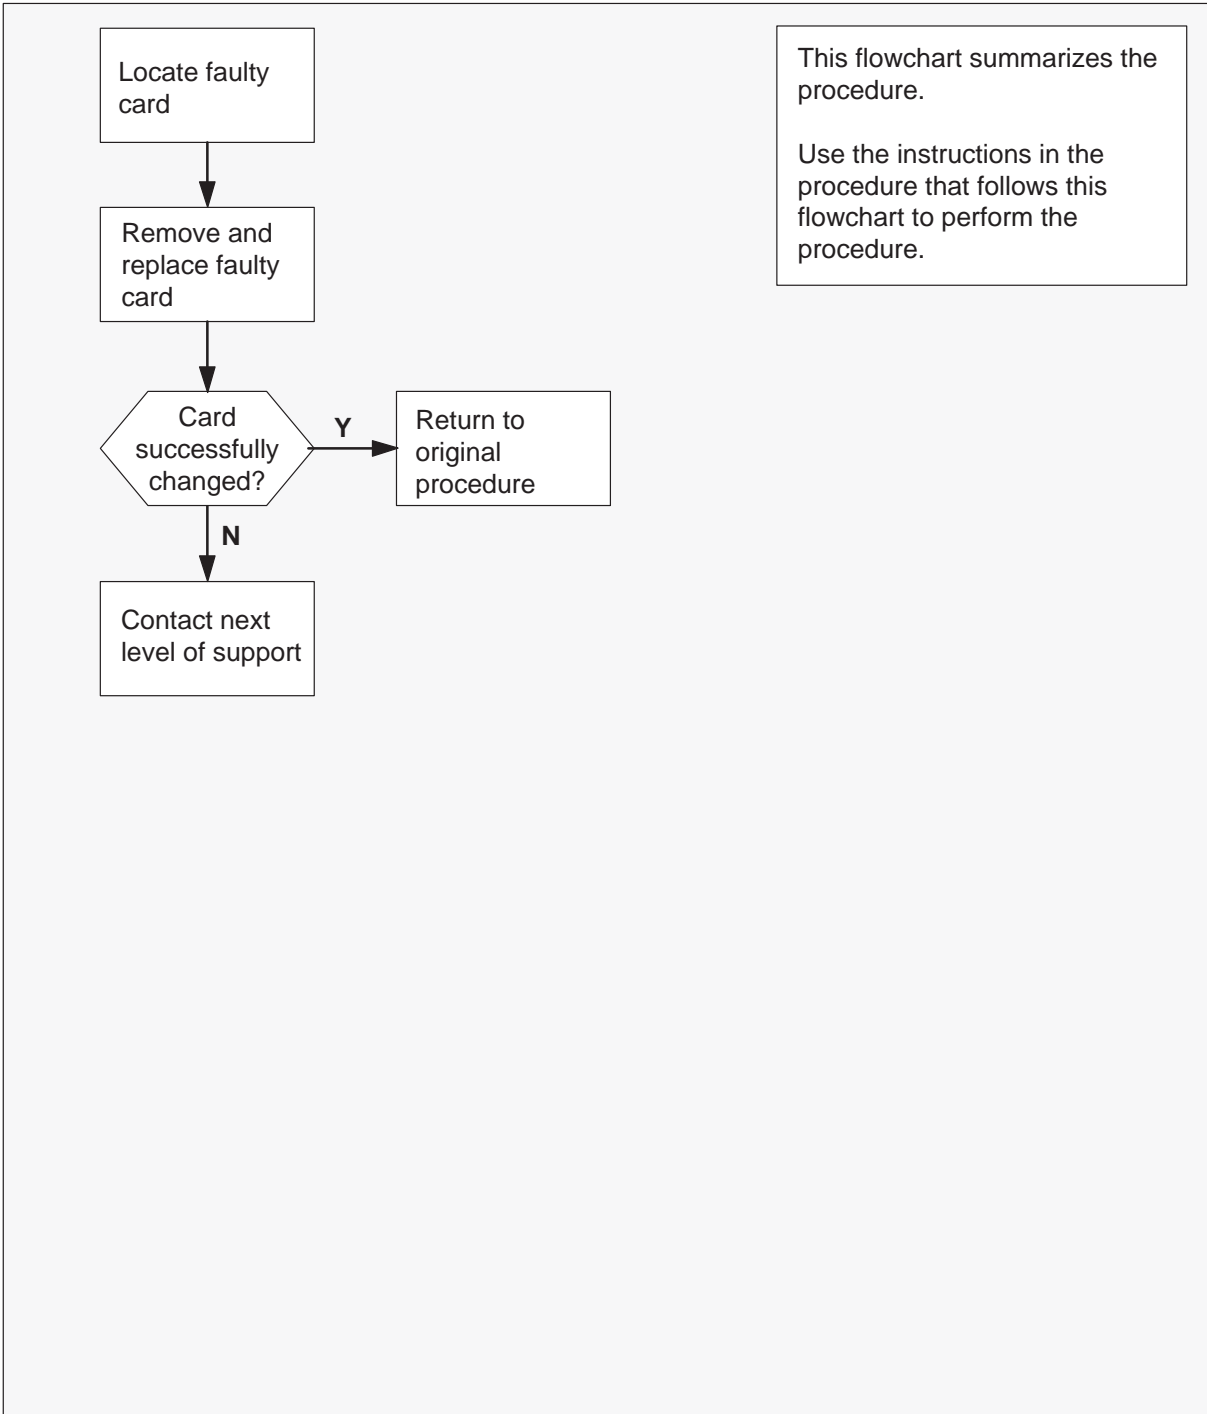 Locate faulty
card
Remove and
replace faulty
card
Card
successfully
changed?
Y
Return to
original
procedure
N
Contact next
level of support
This flowchart summarizes the
procedure.
Use the instructions in the
procedure that follows this
flowchart to perform the
procedure.